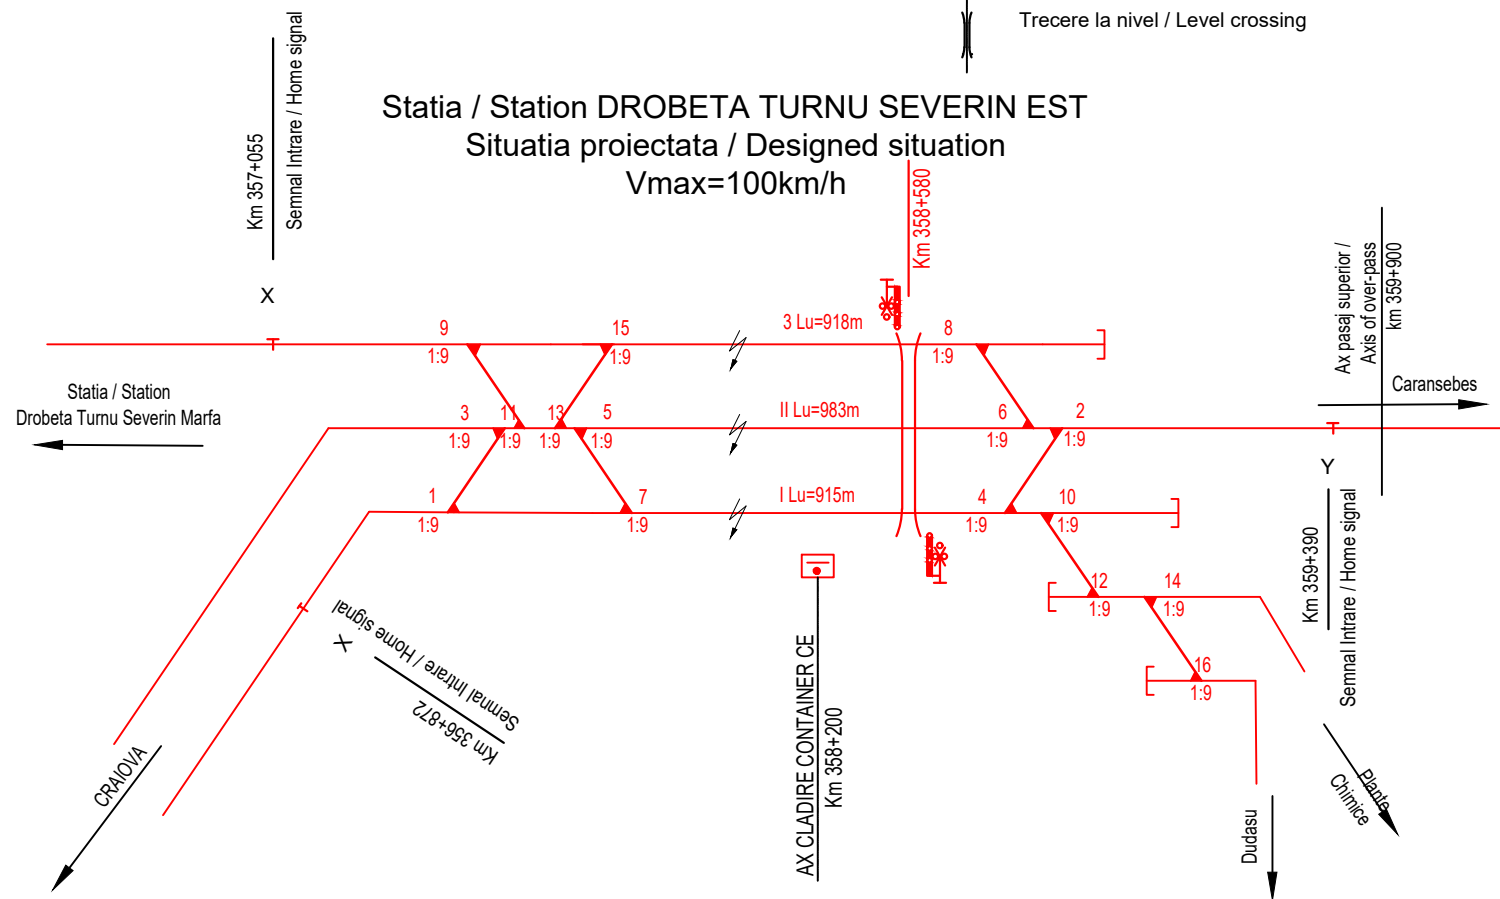 Trecere la nivel / Level crossing
Statia / Station DROBETA TURNU SEVERIN EST
Situatia proiectata / Designed situation
Vmax=100km/h
Km 357+055
Semnal Intrare / Home signal
X
Km 358+580
Ax pasaj superior /
Axis of over-pass
km 359+900
Caransebes
9
1:9
15
1:9
3 Lu=918m
8
1:9
Statia / Station
Drobeta Turnu Severin Marfa
3
1:9
11
1:9
13
1:9
5
1:9
II Lu=983m
6
1:9
2
1:9
Y
1
1:9
7
1:9
I Lu=915m
4
1:9
10
1:9
Km 359+390
Semnal Intrare / Home signal
12
1:9
14
1:9
16
1:9
Semnal Intrare / Home signal
X
Km 356+872
AX CLADIRE CONTAINER CE
Km 358+200
CRAIOVA
Dudasu
Plante
Chimice